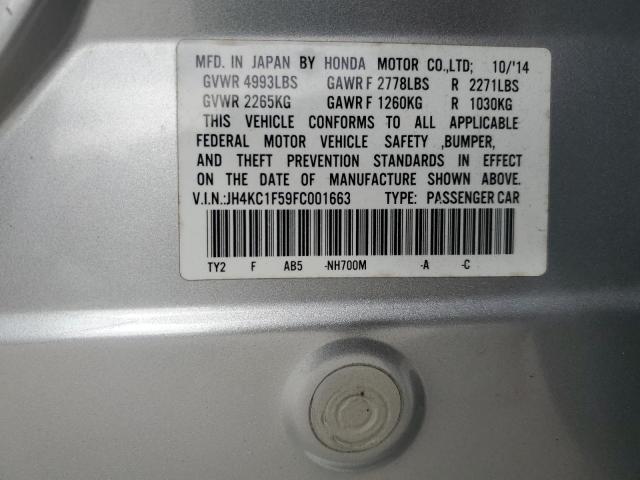 MFD. IN JAPAN BY HONDA MOTOR CO.,LTD; 10/'14
GVWR 4993LBS GAWR F 2778LBS R 2271LBS
GVWR 2265KG GAWR F 1260KG R 1030KG
THIS VEHICLE CONFORMS TO ALL APPLICABLE
FEDERAL MOTOR VEHICLE SAFETY ,BUMPER,
AND THEFT PREVENTION STANDARDS IN EFFECT
ON THE DATE OF MANUFACTURE SHOWN ABOVE.
V.I.N.:JH4KC1F59FC001663 TYPE: PASSENGER CAR
TY2 F AB5 -NH700M -A -C